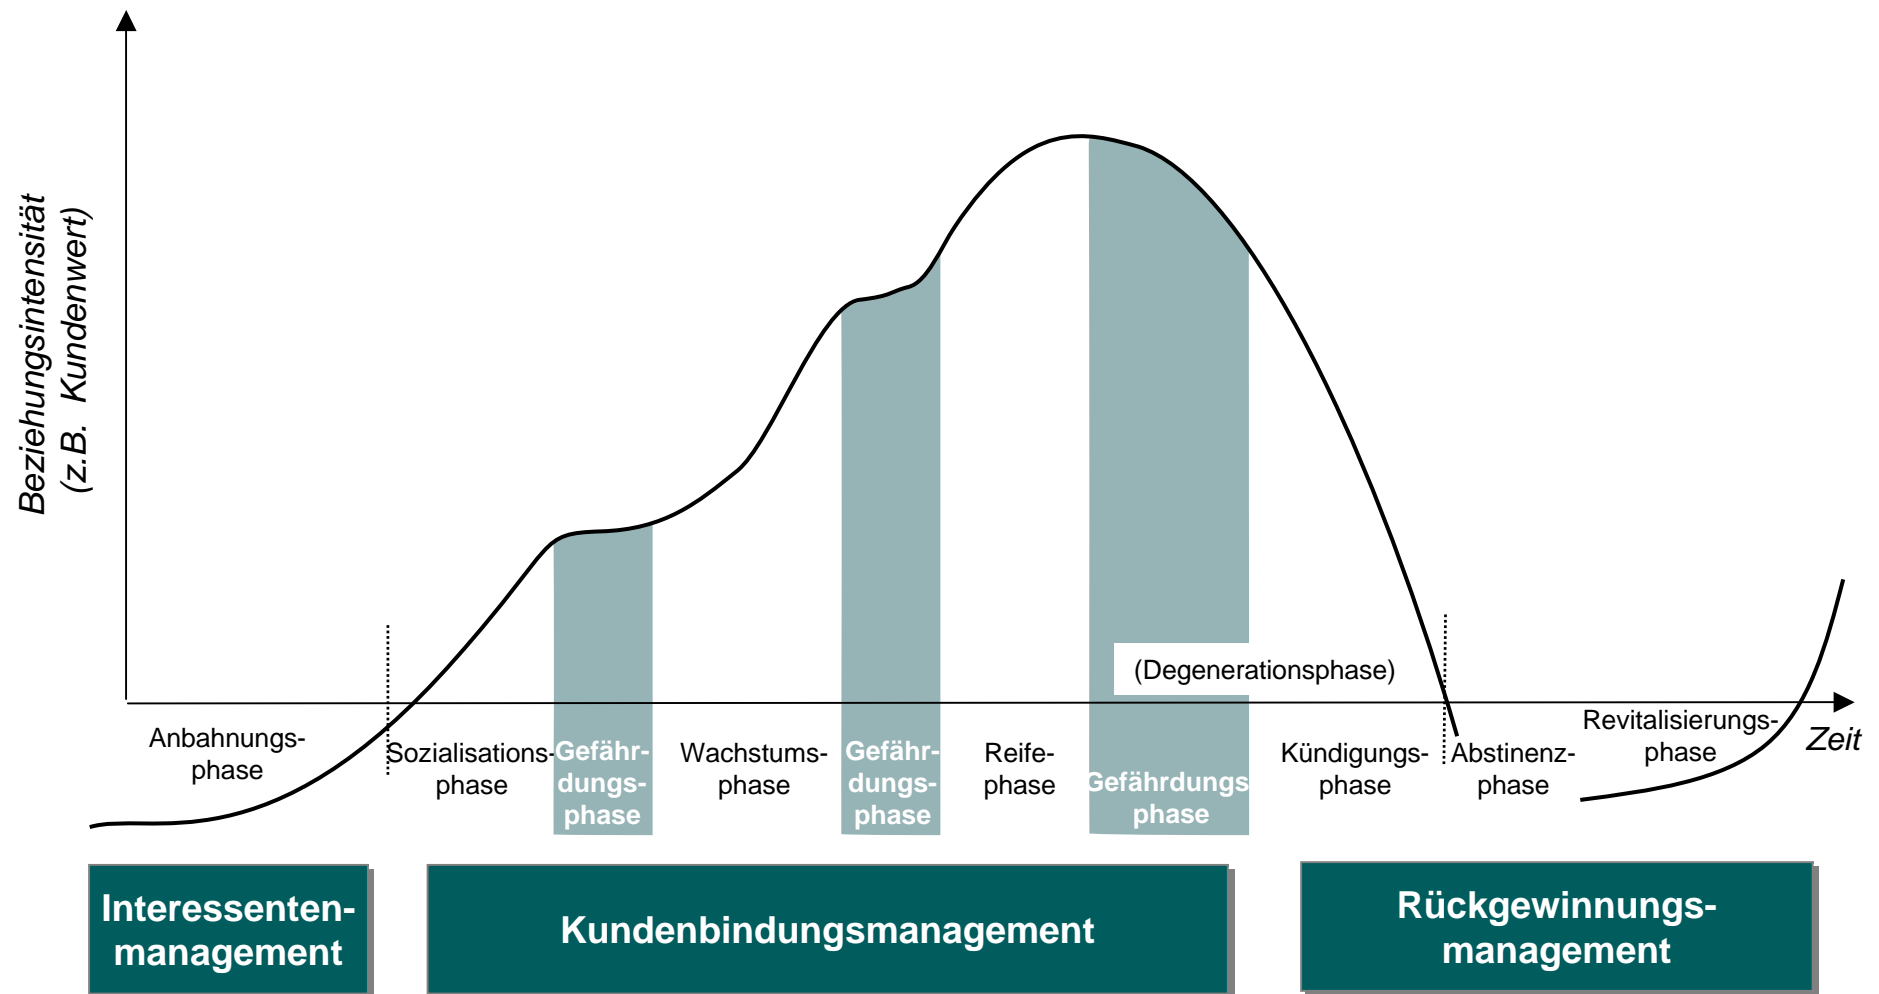 Beziehungsintensität
(z.B. Kundenwert)
(Degenerationsphase)
Zeit
Anbahnungs-
phase
Sozialisations-
phase
Gefähr-
dungs-
phase
Wachstums-
phase
Gefähr-
dungs-
phase
Reife-
phase
Gefährdungs
phase
Kündigungs-
phase
Abstinenz-
phase
Revitalisierungs-
phase
Interessenten-
management
Kundenbindungsmanagement
Rückgewinnungs-
management